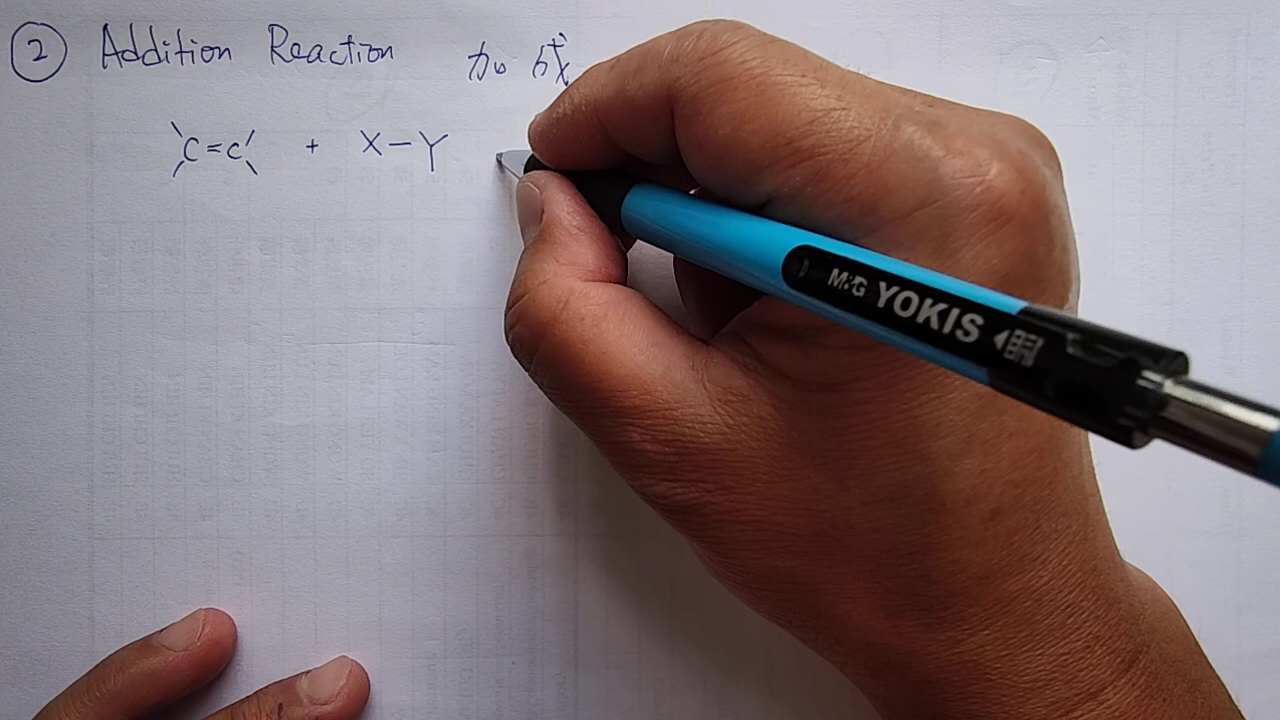 ② Addition Reaction 加成
C=C + X—Y
M&G YOKIS